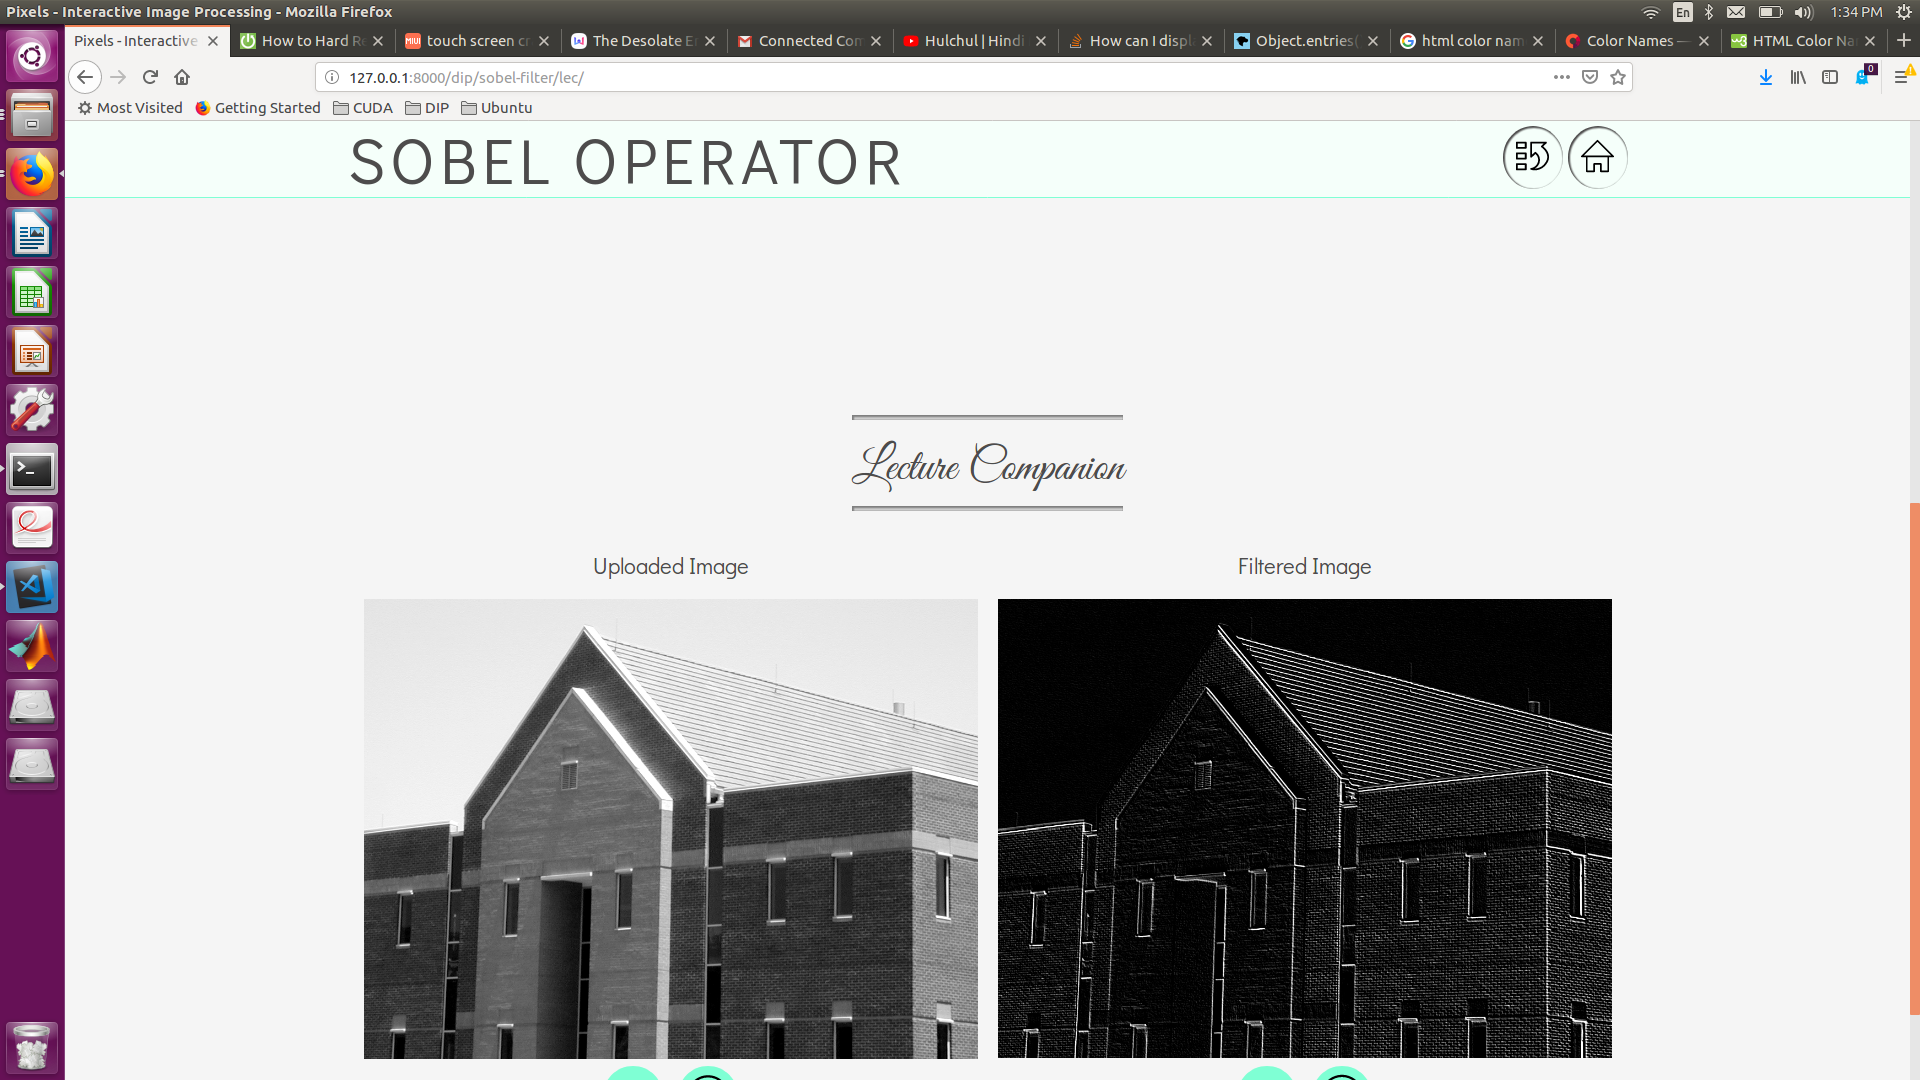 Pixels - Interactive Image Processing - Mozilla Firefox
En
1:34 PM
Pixels - Interactive
How to Hard R
touch screen cr
The Desolate E
Connected Con
Hulchul | Hindi
How can I displ
Object.entries(
html color nam
Color Names —
HTML Color Na
127.0.0.1:8000/dip/sobel-filter/lec/
0
Most Visited
Getting Started
CUDA
DIP
Ubuntu
SOBEL OPERATOR
Lecture Companion
Uploaded Image
Filtered Image